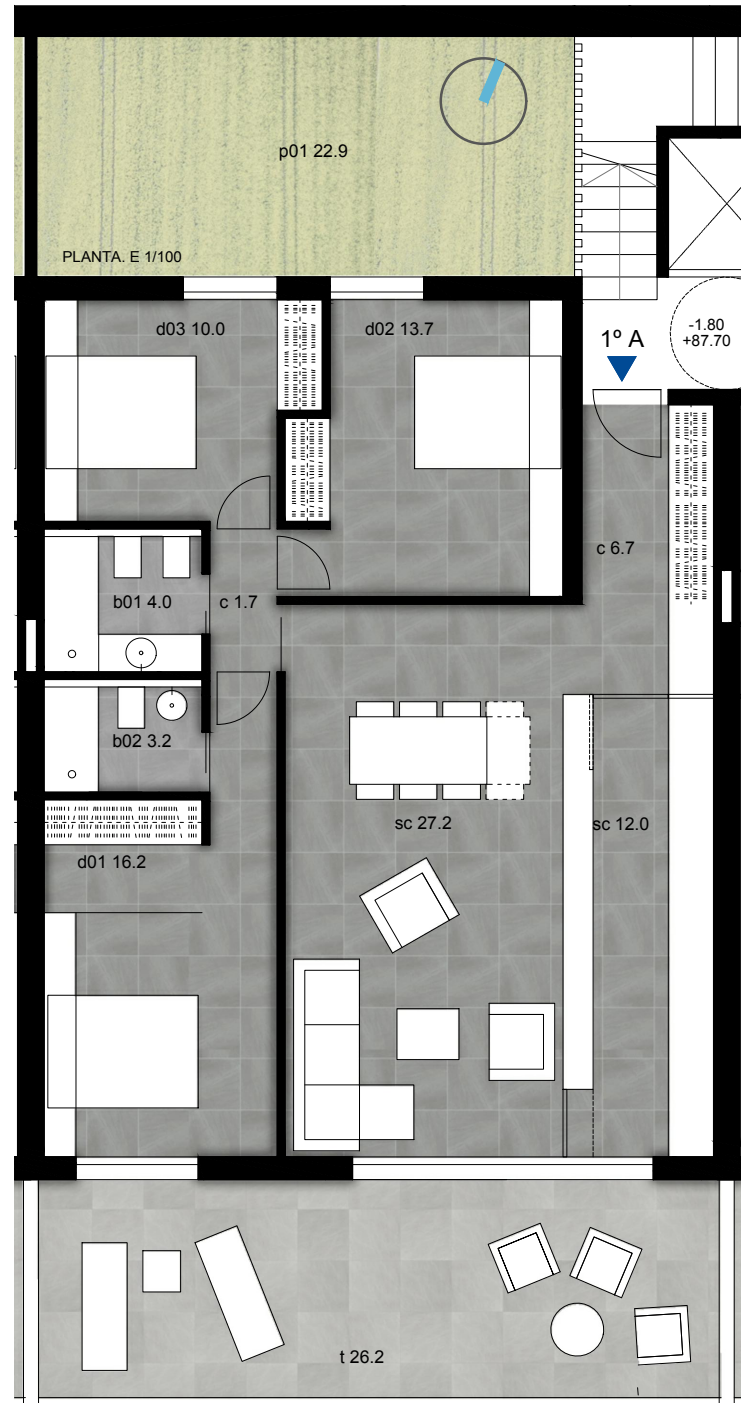 p01 22.9
PLANTA. E 1/100
d03 10.0
d02 13.7
1º A
-1.80
+87.70
c 6.7
b01 4.0
c 1.7
b02 3.2
sc 27.2
sc 12.0
d01 16.2
t 26.2